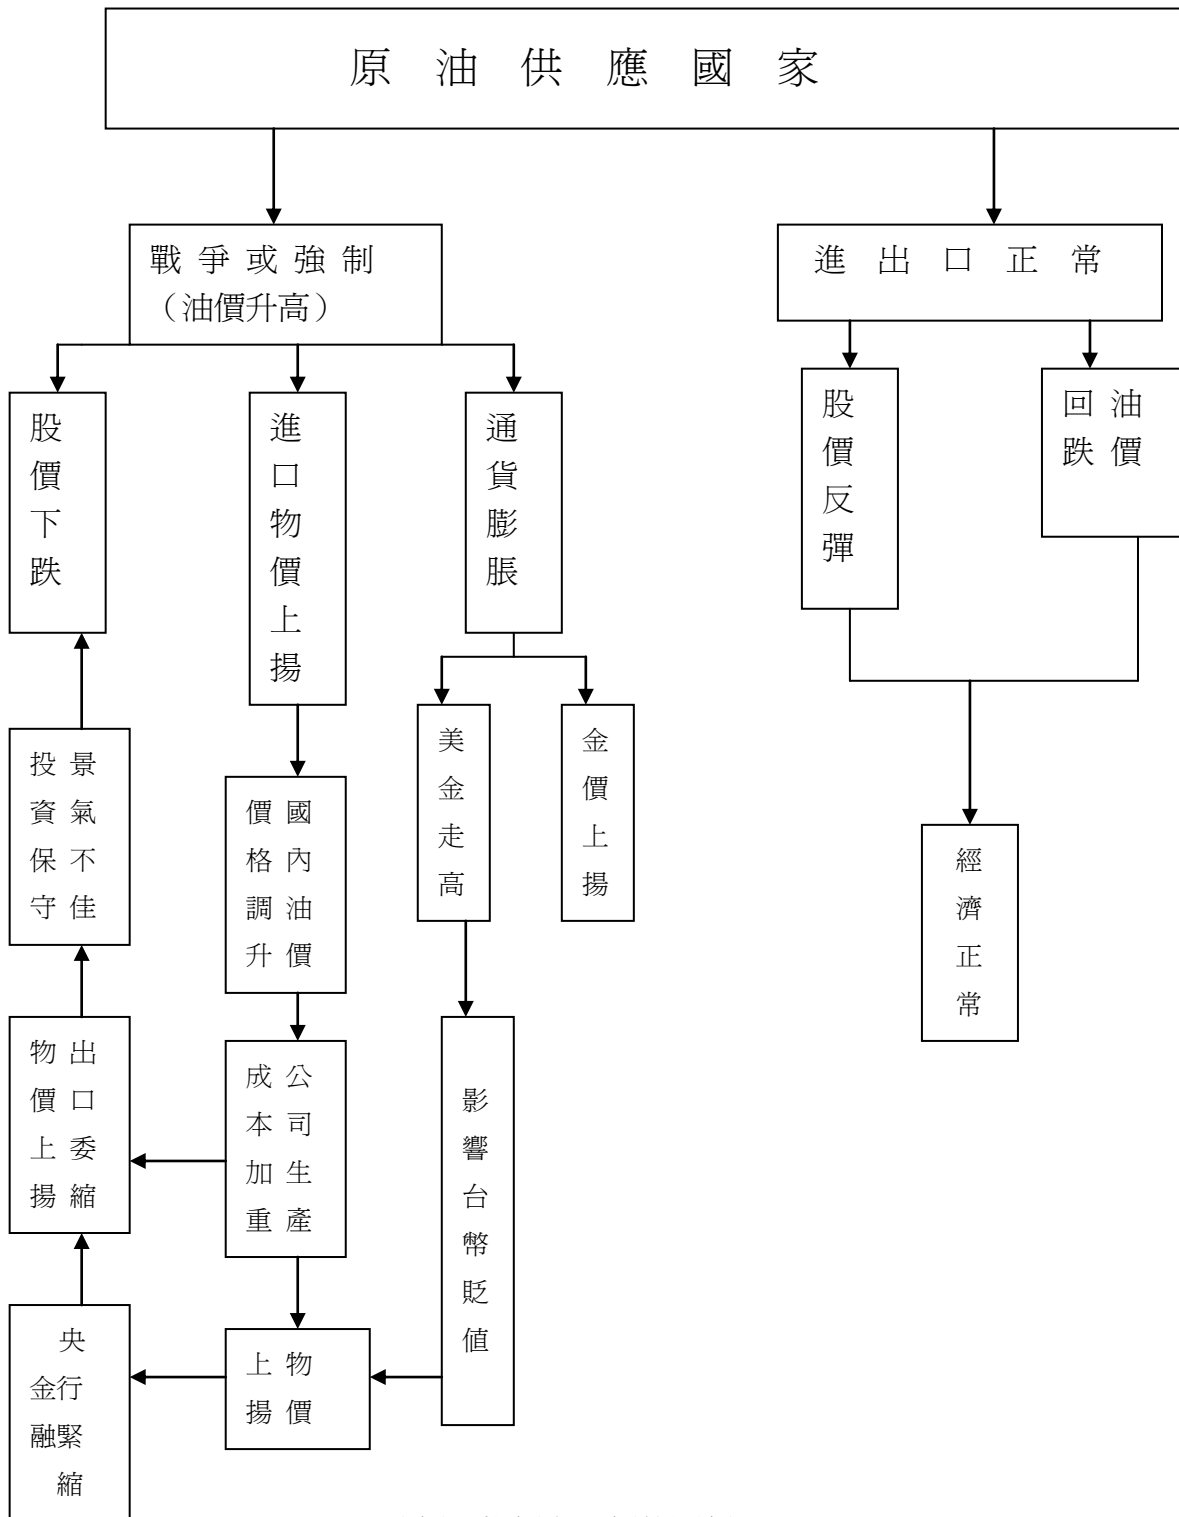 原油供應國家
戰爭或強制
（油價升高）
進出口正常
股價下跌
進口物價上揚
通貨膨脹
股價反彈
油價
回跌
景氣不佳
投資保守
國內油價
價格調升
美金走高
金價上揚
經濟正常
出口委縮
物價上揚
公司生產
成本加重
影響台幣貶值
央行緊縮
金融
物價
上揚